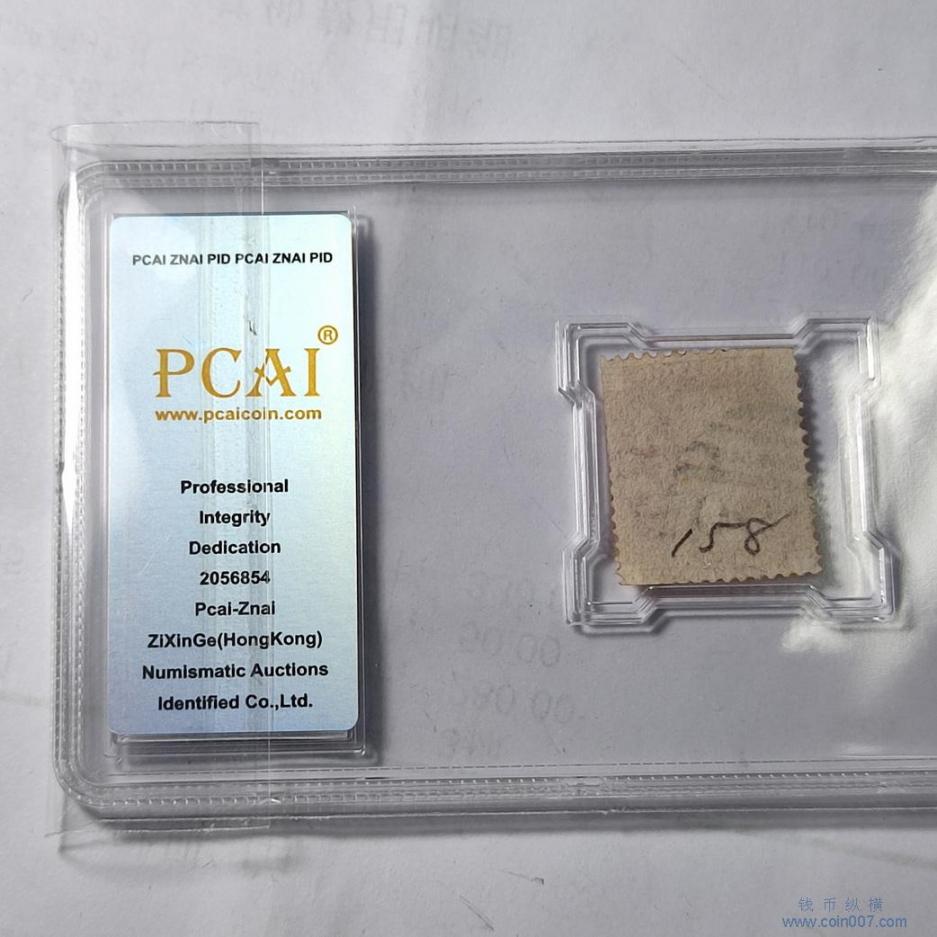 PCAI ZNAI PID PCAI ZNAI PID
PCAI®
www.pcaicoin.com
Professional
Integrity
Dedication
2056854
Pcai-Znai
ZiXinGe(HongKong)
Numismatic Auctions
Identified Co.,Ltd.
158
钱币纵横
www.coin007.com